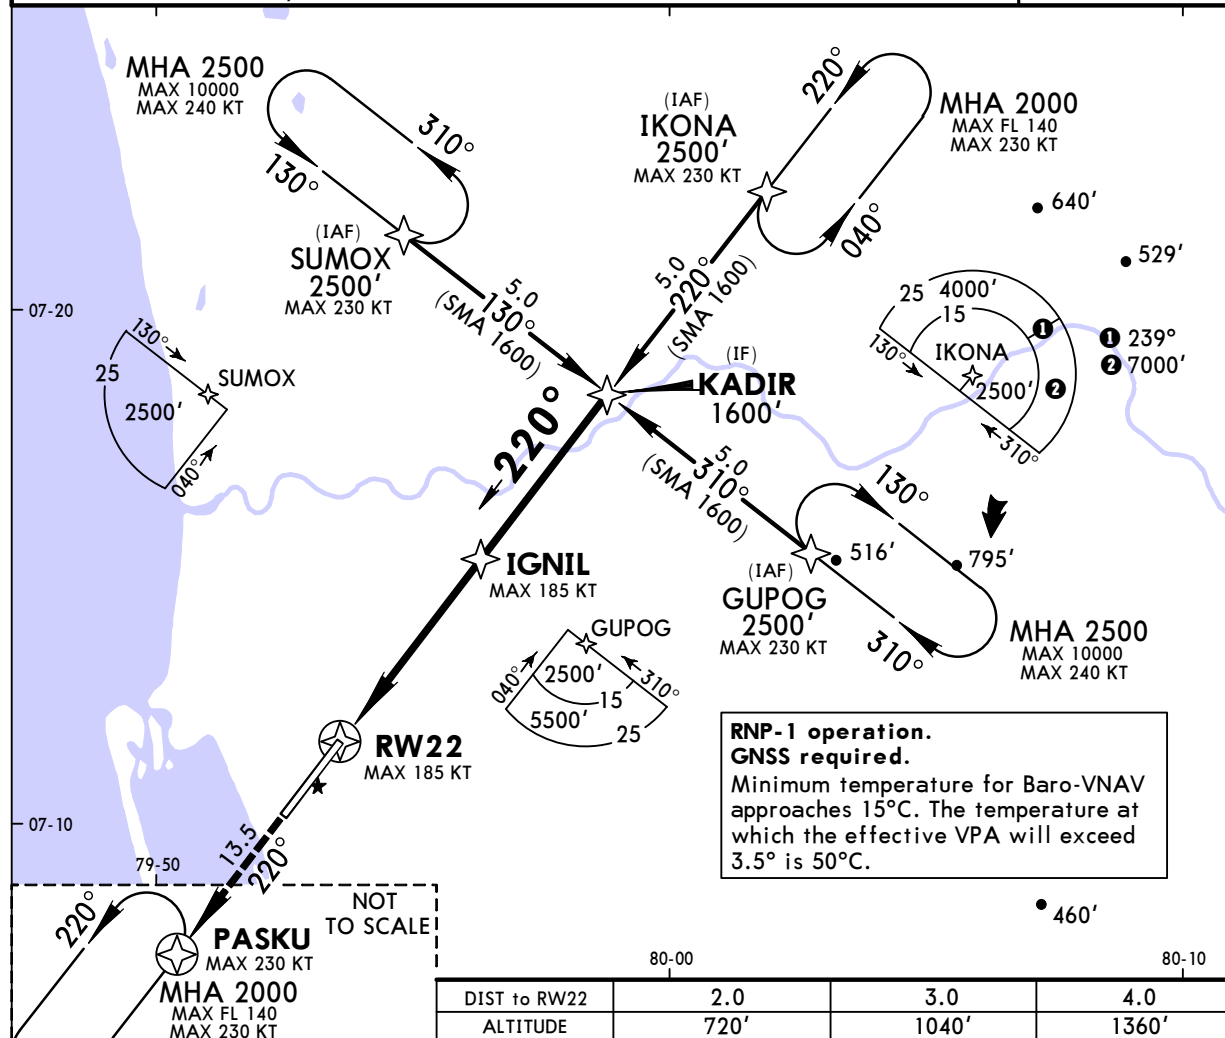 MHA 2500
MAX 10000
MAX 240 KT
310°
130°
(IAF)
SUMOX
2500'
MAX 230 KT
5.0
130°
(SMA 1600)
220°
(IAF)
IKONA
2500'
MAX 230 KT
MHA 2000
MAX FL 140
MAX 230 KT
040°
5.0
220°
(SMA 1600)
640'
529'
07-20
130°
SUMOX
25
2500'
040°
25
4000'
15
1
130°
IKONA
2500'
2
310°
1 239°
2 7000'
(IF)
KADIR
1600'
220°
5.0
310°
(SMA 1600)
130°
516'
795'
(IAF)
GUPOG
2500'
MAX 230 KT
310°
MHA 2500
MAX 10000
MAX 240 KT
IGNIL
MAX 185 KT
GUPOG
040°
2500'
310°
15
5500'
25
RW22
MAX 185 KT
RNP-1 operation.
GNSS required.
Minimum temperature for Baro-VNAV
approaches 15°C. The temperature at
which the effective VPA will exceed
3.5° is 50°C.
07-10
79-50
13.5
220°
NOT
TO SCALE
220°
PASKU
MAX 230 KT
MHA 2000
MAX FL 140
MAX 230 KT
460'
80-00
80-10
DIST to RW22 2.0 3.0 4.0
ALTITUDE 720' 1040' 1360'